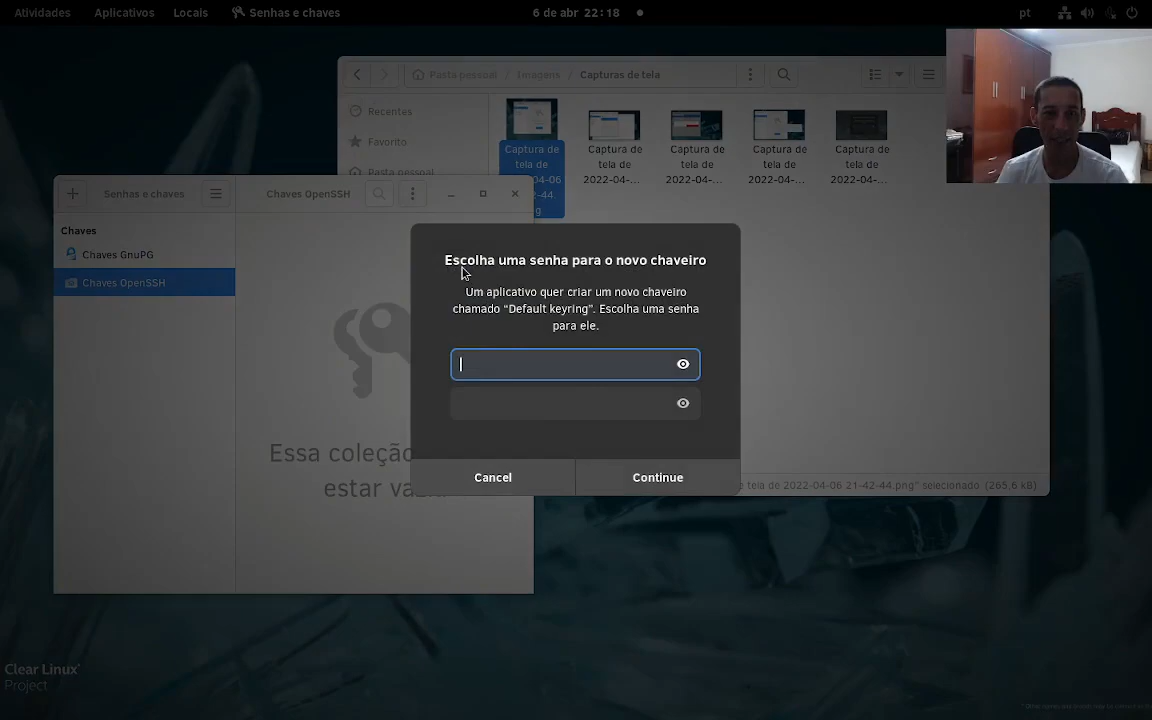 Atividades Aplicativos Locais Senhas e chaves 6 de abr 22:18 pt
Pasta pessoal Imagens Capturas de tela
Recentes
Favorito
Pasta pessoal
Captura de
tela de
Captura de
tela de
2022-04-...
Captura de
tela de
2022-04-...
Captura de
tela de
2022-04-...
Captura de
tela de
2022-04-...
Senhas e chaves Chaves OpenSSH
Chaves
Chaves GnuPG
Chaves OpenSSH
Essa coleção
estar
Escolha uma senha para o novo chaveiro
Um aplicativo quer criar um novo chaveiro
chamado “Default keyring”. Escolha uma senha
para ele.
Cancel Continue
de tela de 2022-04-06 21-42-44.png” selecionado (265,6 kB)
Clear Linux*
Project